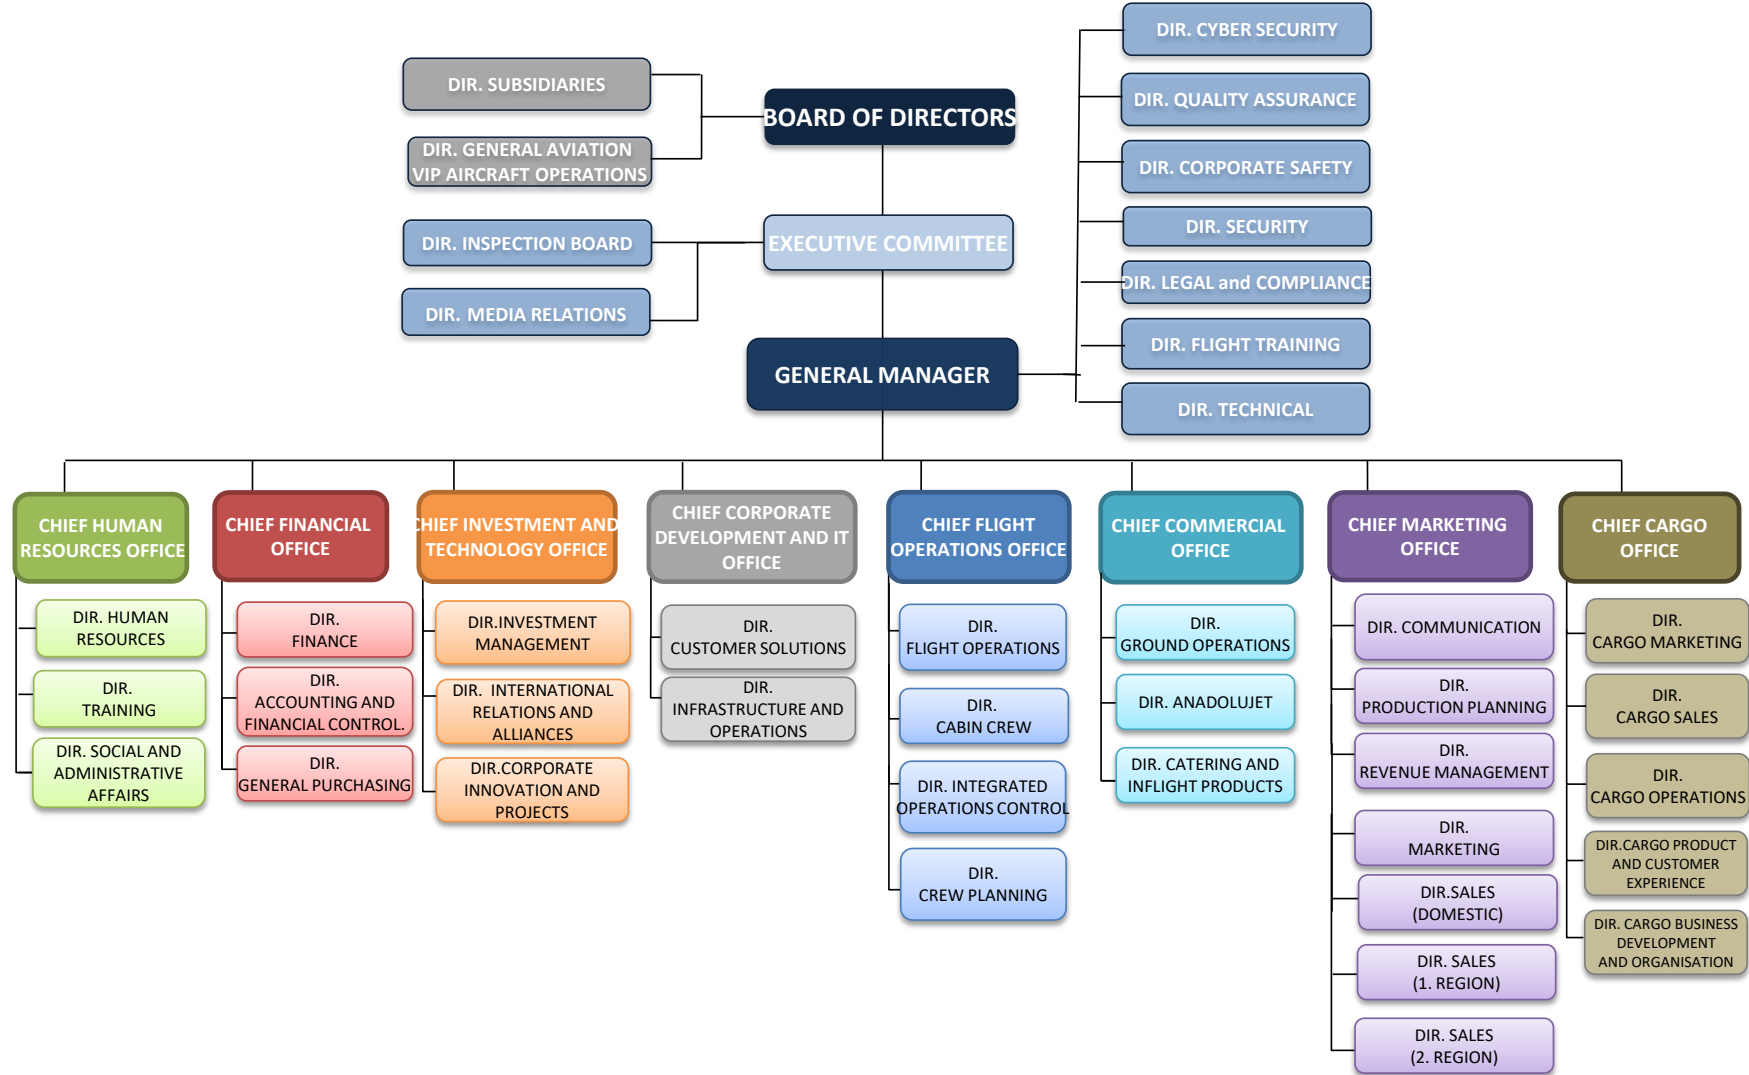 DIR. SUBSIDIARIES
DIR. GENERAL AVIATION
VIP AIRCRAFT OPERATIONS
BOARD OF DIRECTORS
DIR. INSPECTION BOARD
DIR. MEDIA RELATIONS
EXECUTIVE COMMITTEE
GENERAL MANAGER
DIR. CYBER SECURITY
DIR. QUALITY ASSURANCE
DIR. CORPORATE SAFETY
DIR. SECURITY
DIR. LEGAL and COMPLIANCE
DIR. FLIGHT TRAINING
DIR. TECHNICAL
CHIEF HUMAN
RESOURCES OFFICE
DIR. HUMAN
RESOURCES
DIR.
TRAINING
DIR. SOCIAL AND
ADMINISTRATIVE
AFFAIRS
CHIEF FINANCIAL
OFFICE
DIR.
FINANCE
DIR.
ACCOUNTING AND
FINANCIAL CONTROL.
DIR.
GENERAL PURCHASING
CHIEF INVESTMENT AND
TECHNOLOGY OFFICE
DIR.INVESTMENT
MANAGEMENT
DIR. INTERNATIONAL
RELATIONS AND
ALLIANCES
DIR.CORPORATE
INNOVATION AND
PROJECTS
CHIEF CORPORATE
DEVELOPMENT AND IT
OFFICE
DIR.
CUSTOMER SOLUTIONS
DIR.
INFRASTRUCTURE AND
OPERATIONS
CHIEF FLIGHT
OPERATIONS OFFICE
DIR.
FLIGHT OPERATIONS
DIR.
CABIN CREW
DIR. INTEGRATED
OPERATIONS CONTROL
DIR.
CREW PLANNING
CHIEF COMMERCIAL
OFFICE
DIR.
GROUND OPERATIONS
DIR. ANADOLUJET
DIR. CATERING AND
INFLIGHT PRODUCTS
CHIEF MARKETING
OFFICE
DIR. COMMUNICATION
DIR.
PRODUCTION PLANNING
DIR.
REVENUE MANAGEMENT
DIR.
MARKETING
DIR.SALES
(DOMESTIC)
DIR. SALES
(1. REGION)
DIR. SALES
(2. REGION)
CHIEF CARGO
OFFICE
DIR.
CARGO MARKETING
DIR.
CARGO SALES
DIR.
CARGO OPERATIONS
DIR.CARGO PRODUCT
AND CUSTOMER
EXPERIENCE
DIR. CARGO BUSINESS
DEVELOPMENT
AND ORGANISATION